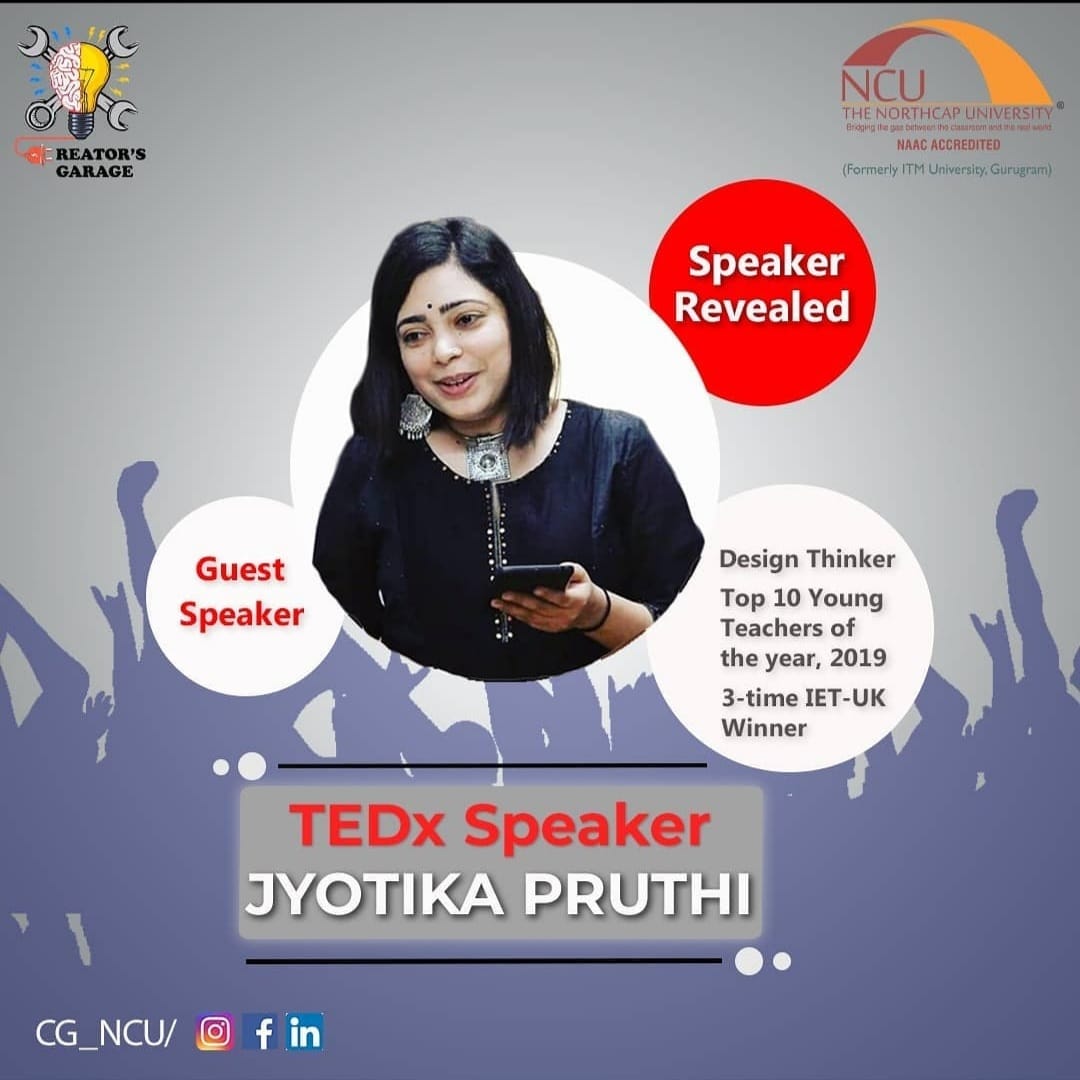 REATOR'S
GARAGE
NCU
THE NORTHCAP UNIVERSITY®
Bridging the gap between the classroom and the real world
NAAC ACCREDITED
(Formerly ITM University, Gurugram)
Speaker
Revealed
Guest
Speaker
Design Thinker
Top 10 Young
Teachers of
the year, 2019
3-time IET-UK
Winner
TEDx Speaker
JYOTIKA PRUTHI
CG_NCU/